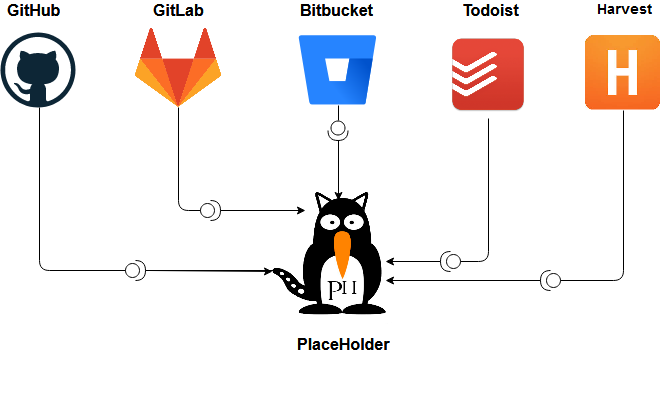 GitHub
GitLab
Bitbucket
Todoist
Harvest
H
PH
PlaceHolder